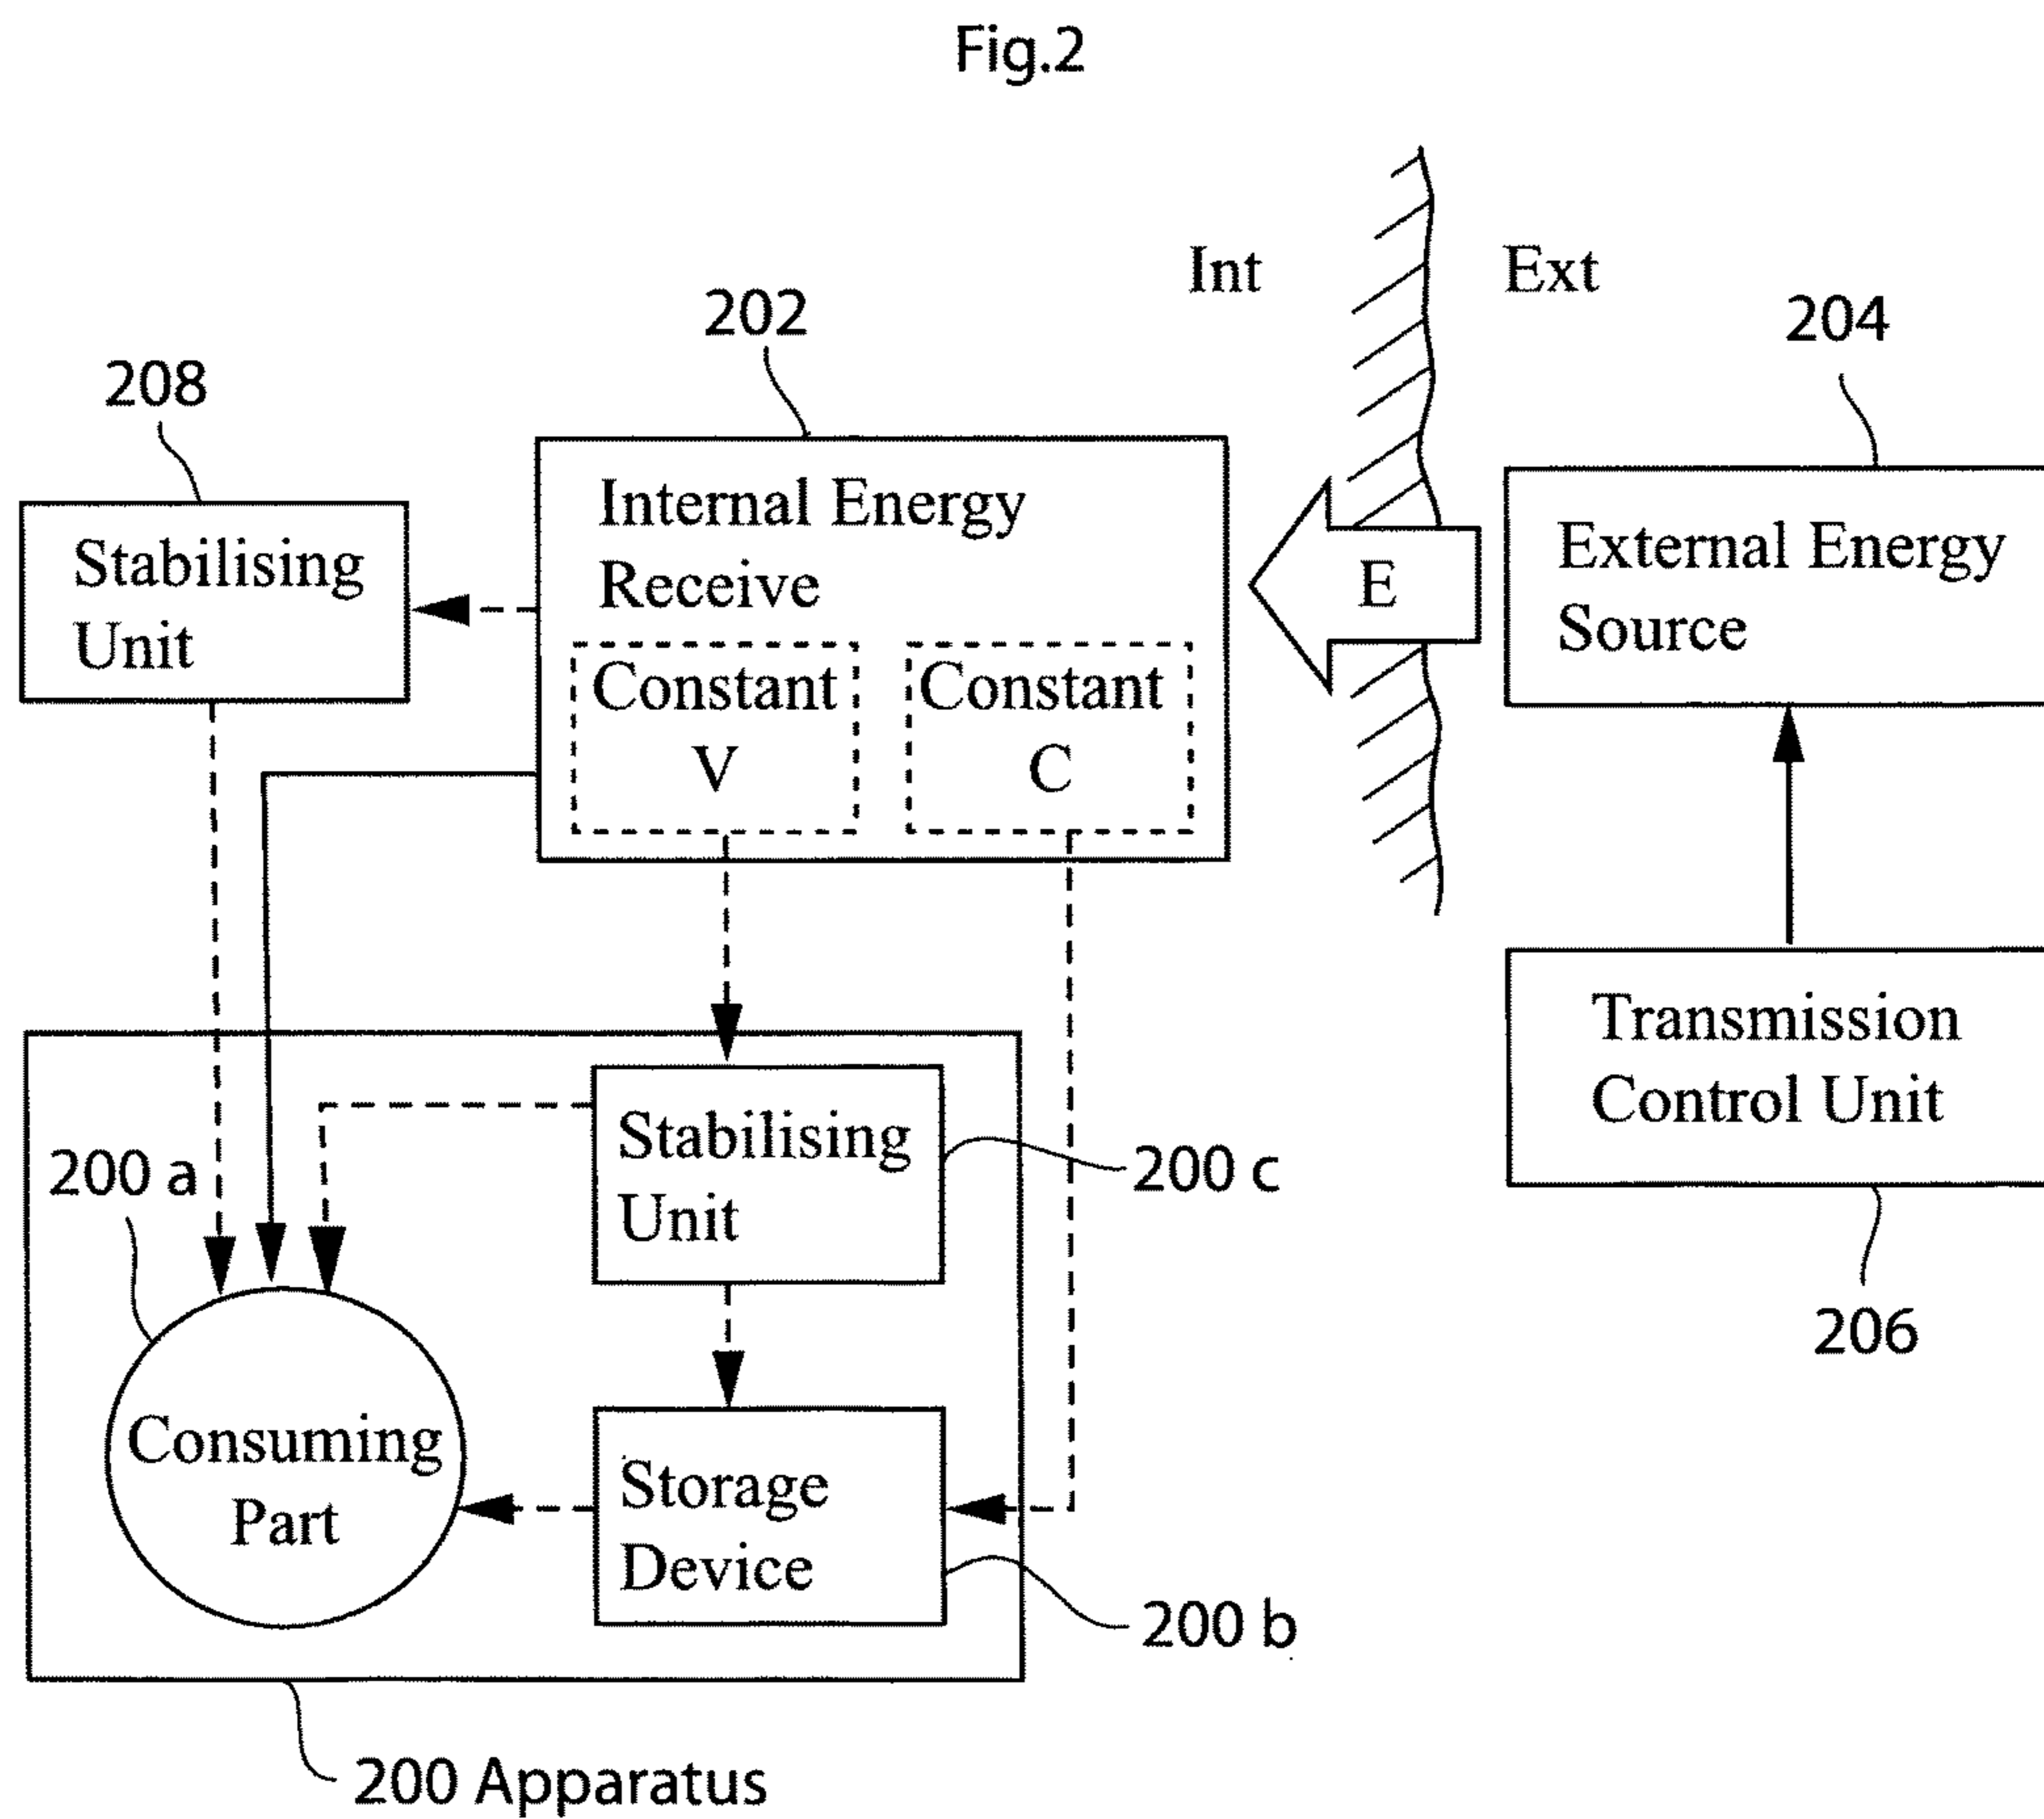 Fig.2
Int
Ext
202
204
208
Internal Energy
Receive
Constant
V
Constant
C
E
External Energy
Source
Stabilising
Unit
Transmission
Control Unit
206
200 a
Stabilising
Unit
200 c
Consuming
Part
Storage
Device
200 b
200 Apparatus